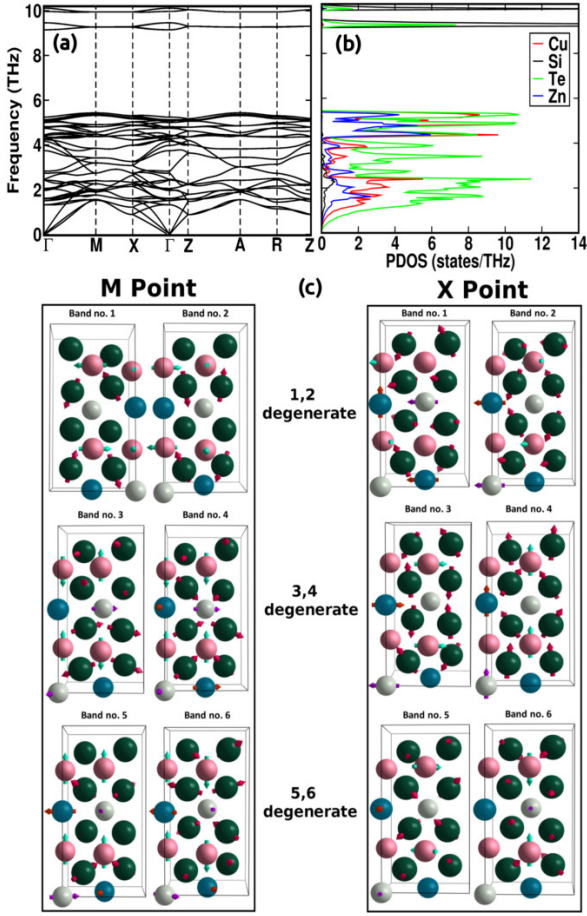 (a)
Frequency (THz)
10
8
6
4
2
0
Γ M X Γ Z A R Z
(b)
Cu
Si
Te
Zn
0 2 4 6 8 10 12 14
PDOS (states/THz)
M Point
(c)
X Point
Band no. 1
Band no. 2
Band no. 1
Band no. 2
1,2
degenerate
Band no. 3
Band no. 4
Band no. 3
Band no. 4
3,4
degenerate
Band no. 5
Band no. 6
Band no. 5
Band no. 6
5,6
degenerate